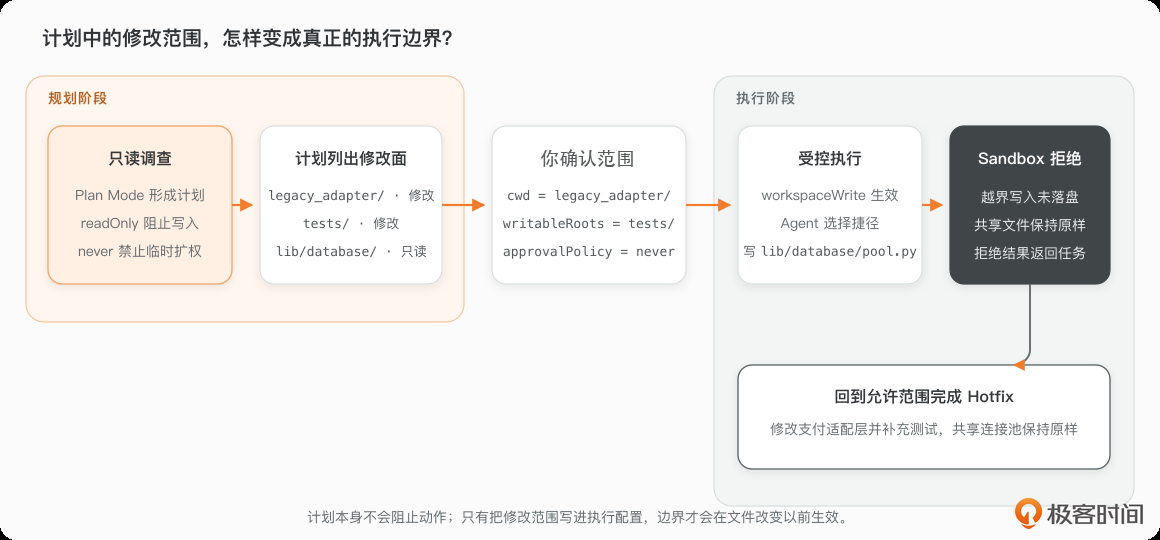 计划中的修改范围，怎样变成真正的执行边界？
规划阶段
只读调查
Plan Mode 形成计划
readOnly 阻止写入
never 禁止临时扩权
计划列出修改面
legacy_adapter/ · 修改
tests/ · 修改
lib/database/ · 只读
你确认范围
cwd = legacy_adapter/
writableRoots = tests/
approvalPolicy = never
执行阶段
受控执行
workspaceWrite 生效
Agent 选择捷径
写 lib/database/pool.py
Sandbox 拒绝
越界写入未落盘
共享文件保持原样
拒绝结果返回任务
回到允许范围完成 Hotfix
修改支付适配层并补充测试，共享连接池保持原样
计划本身不会阻止动作；只有把修改范围写进执行配置，边界才会在文件改变以前生效。
极客时间